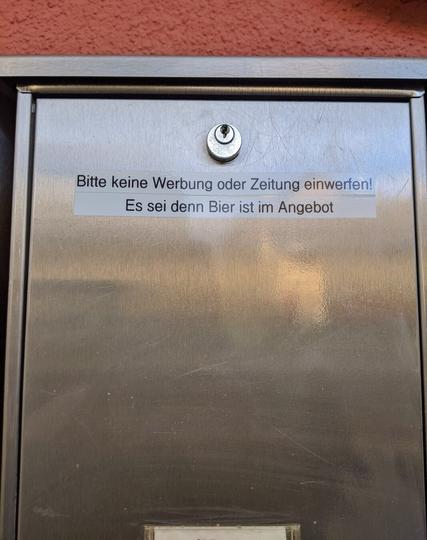 Bitte keine Werbung oder Zeitung einwerfen!
Es sei denn Bier ist im Angebot